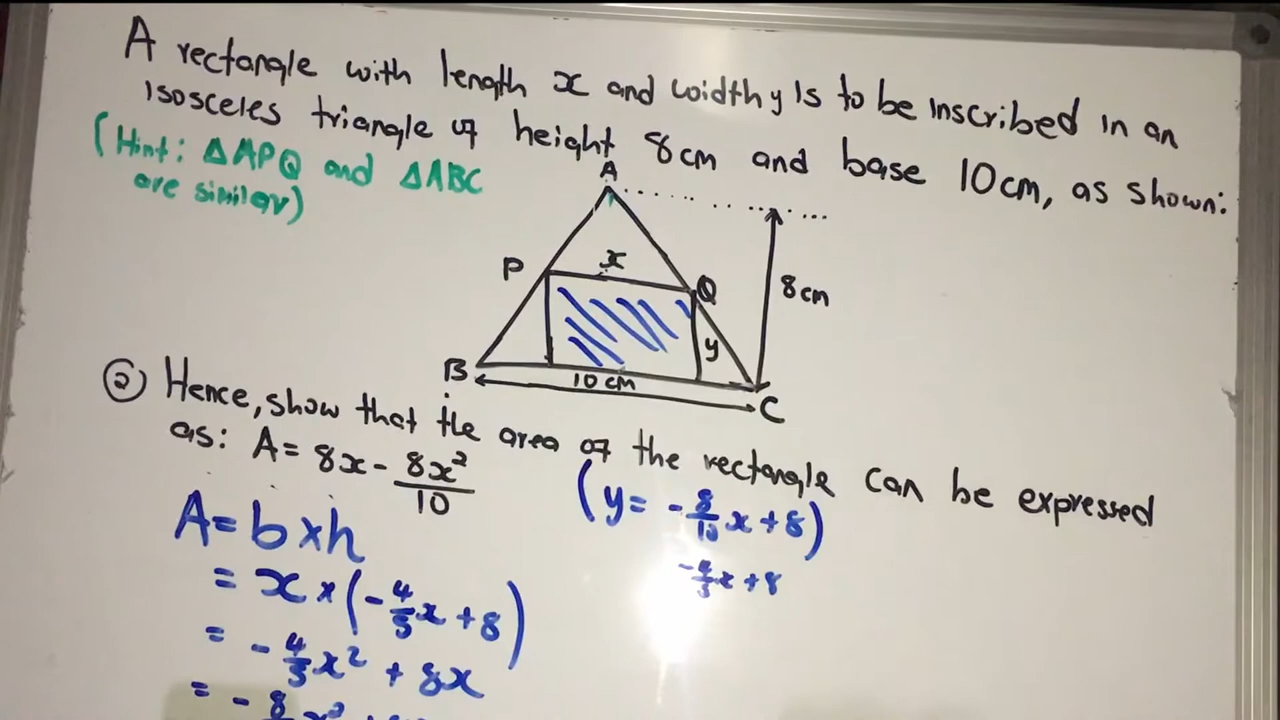 A rectangle with length x and width y is to be inscribed in an
isosceles triangle of height 8cm and base 10cm, as shown:
(Hint: ΔAPQ and ΔABC
are similar)
A
P
x
Q
8cm
y
B
10cm
C
② Hence, show that the area of the rectangle can be expressed
as: A = 8x - 8x²/10
(y = -8/10 x + 8)
-4/5 x + 8
A = b × h
= x × (-4/5 x + 8)
= -4/5 x² + 8x
= - 8